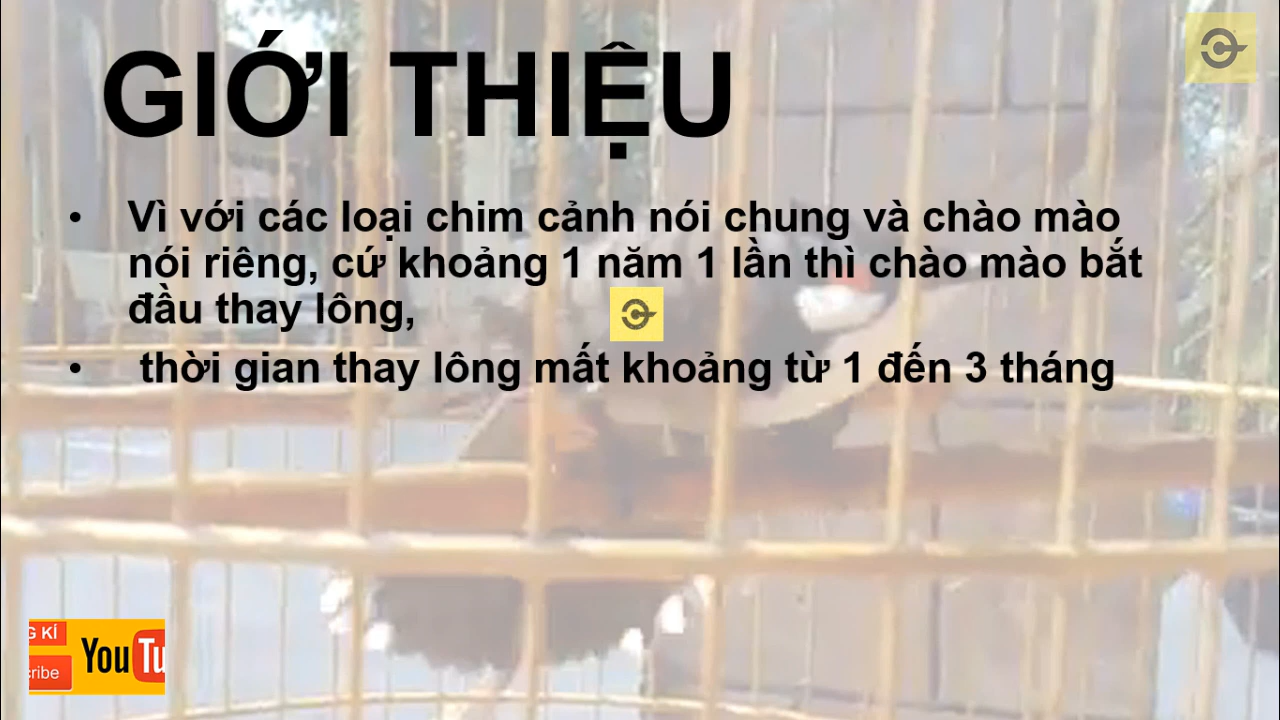 GIỚI THIỆU
• Vì với các loại chim cảnh nói chung và chào mào
nói riêng, cứ khoảng 1 năm 1 lần thì chào mào bắt
đầu thay lông,
• thời gian thay lông mất khoảng từ 1 đến 3 tháng
G KÍ
cribe
YouTu